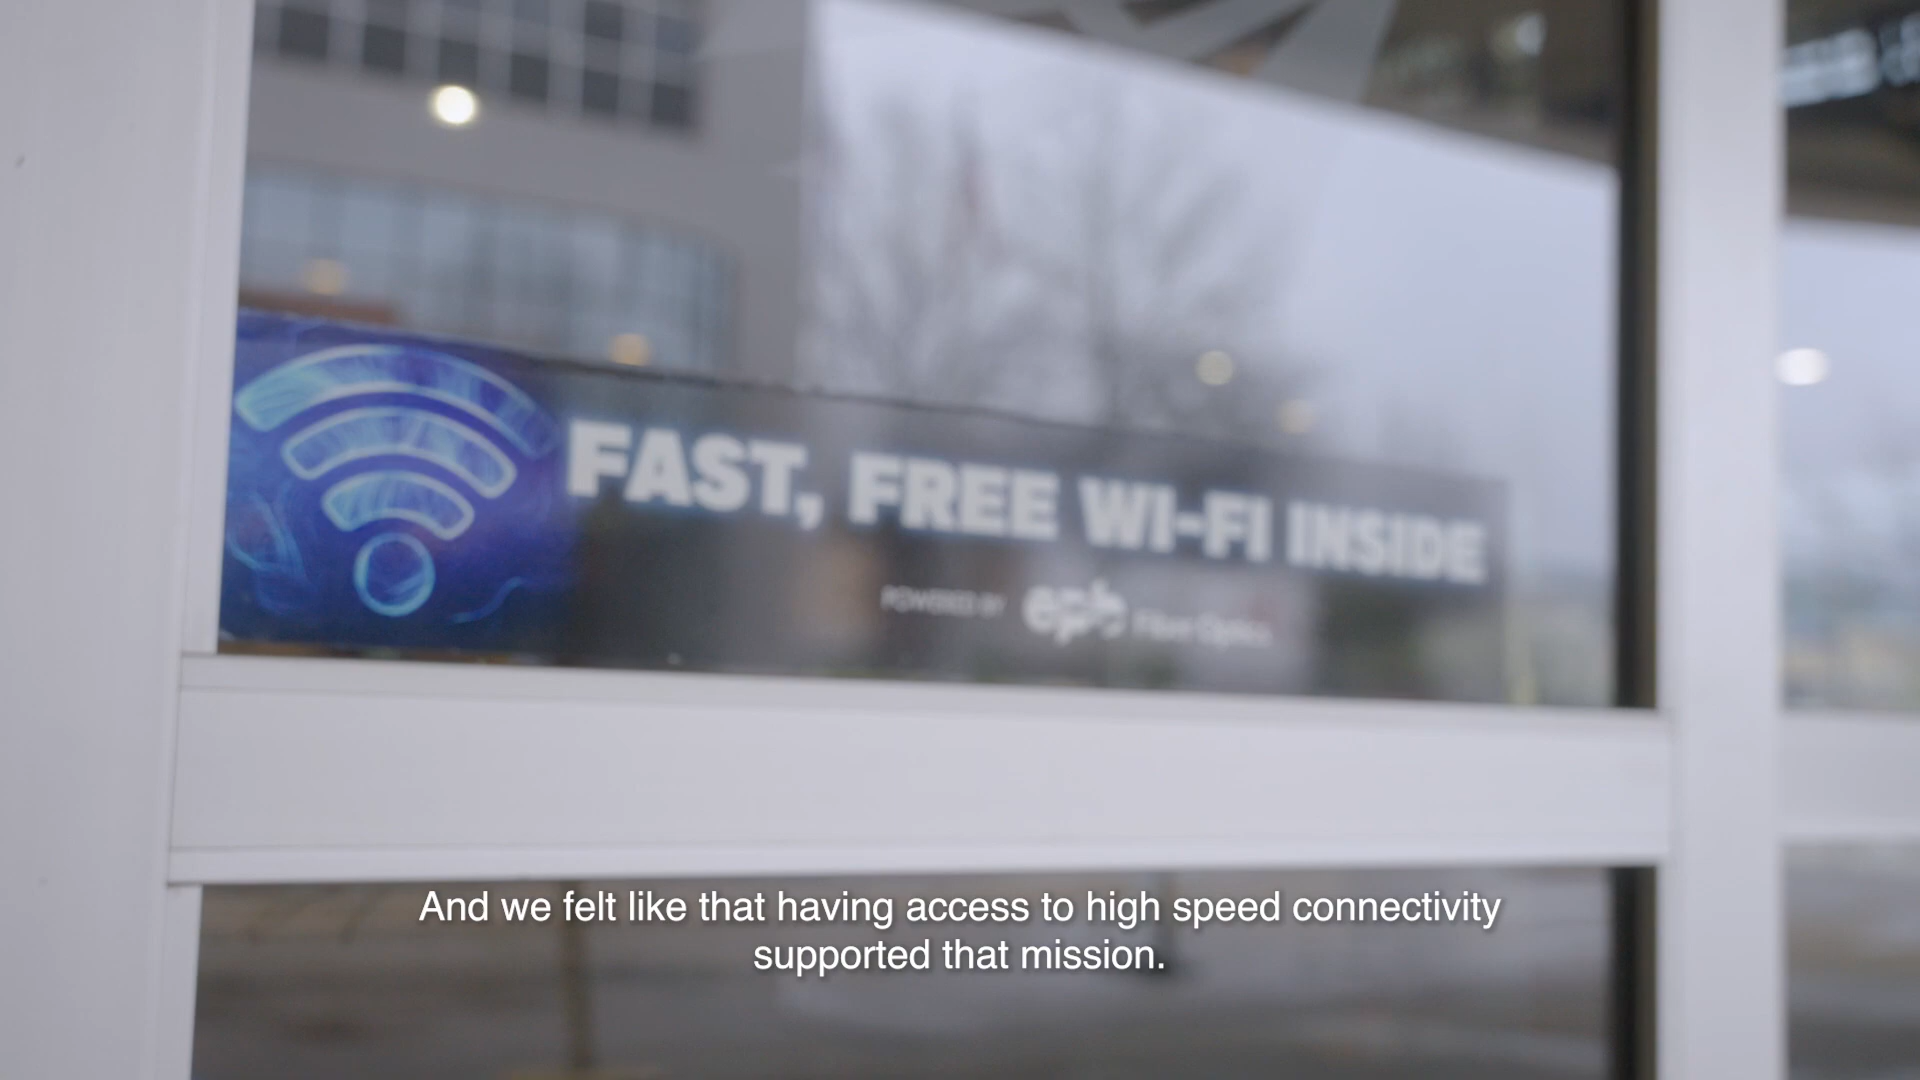 FAST, FREE WI-FI INSIDE
POWERED BY epb Fiber Optics
And we felt like that having access to high speed connectivity
supported that mission.